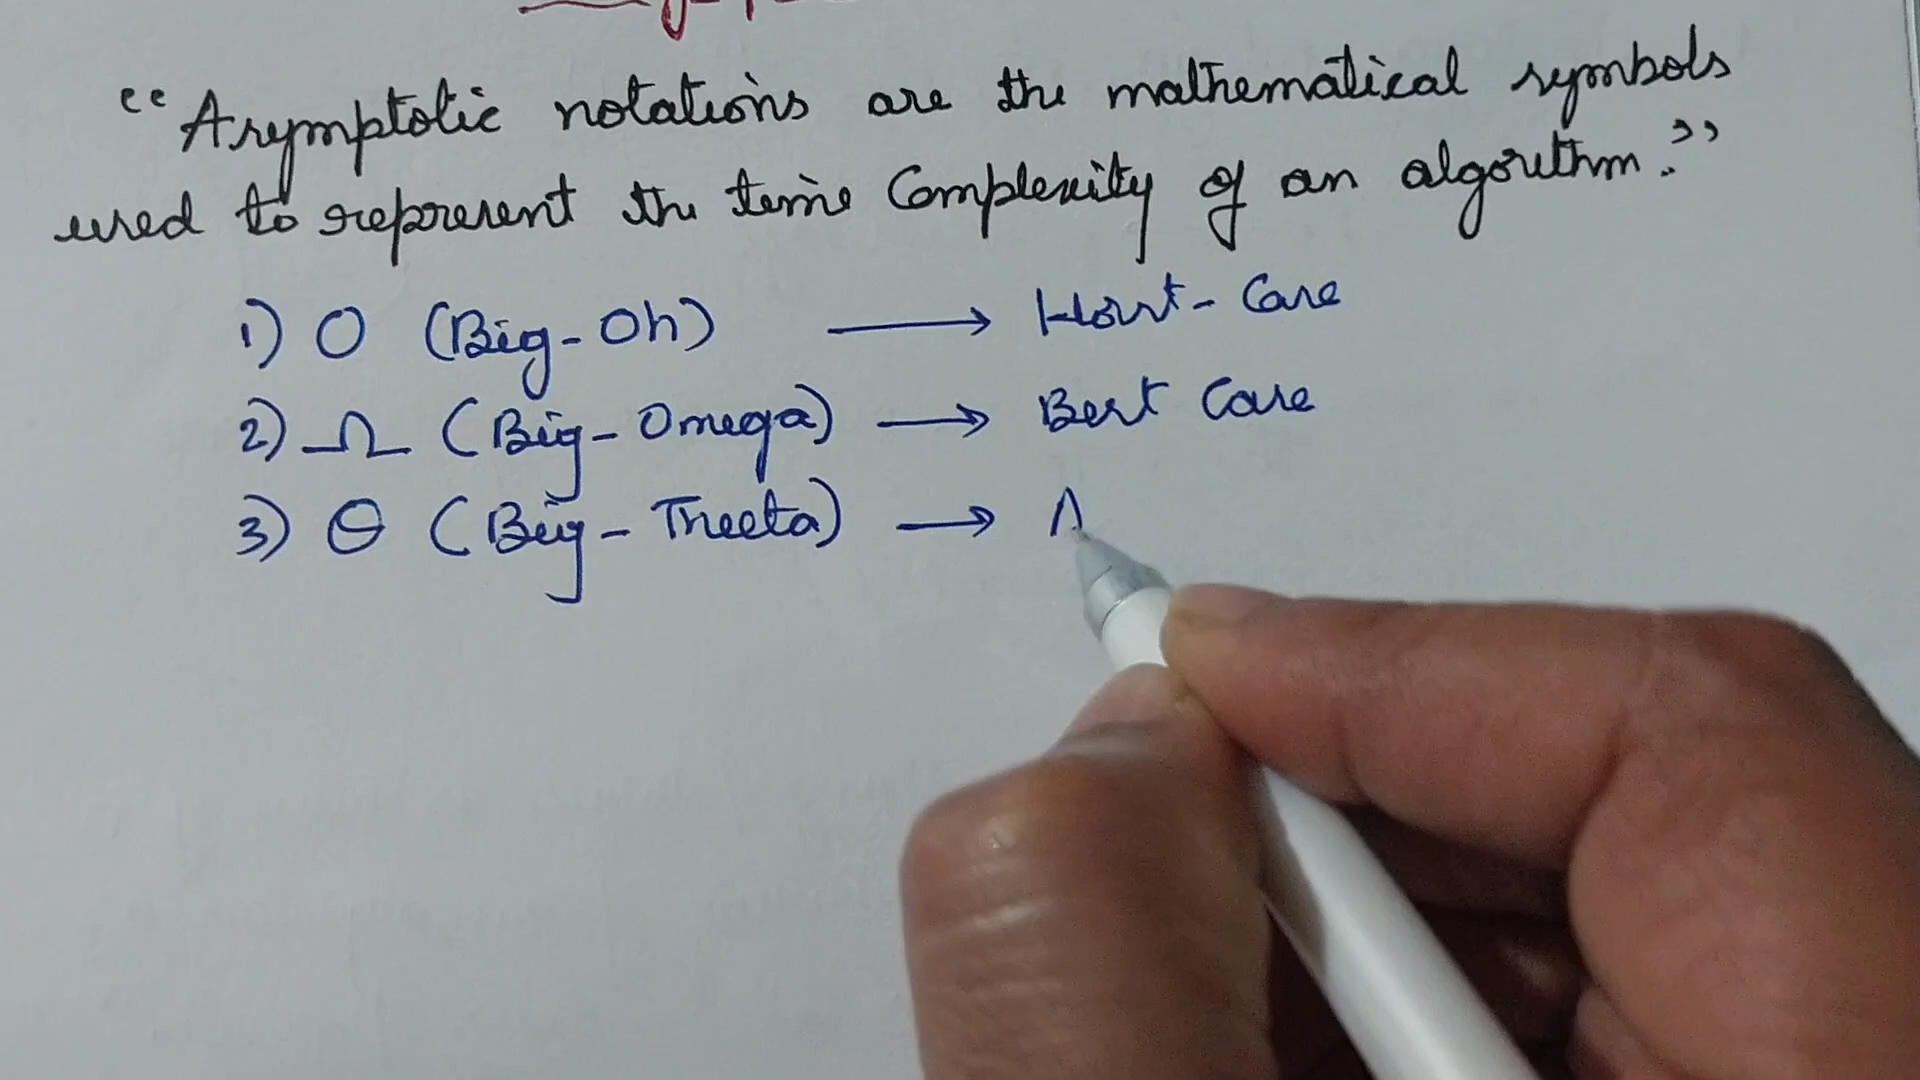 “Asymptotic notations are the mathematical symbols
used to represent the time Complexity of an algorithm.”
1) O (Big-Oh) → Worst-Case
2) Ω (Big-Omega) → Best Case
3) Θ (Big-Theeta) → A